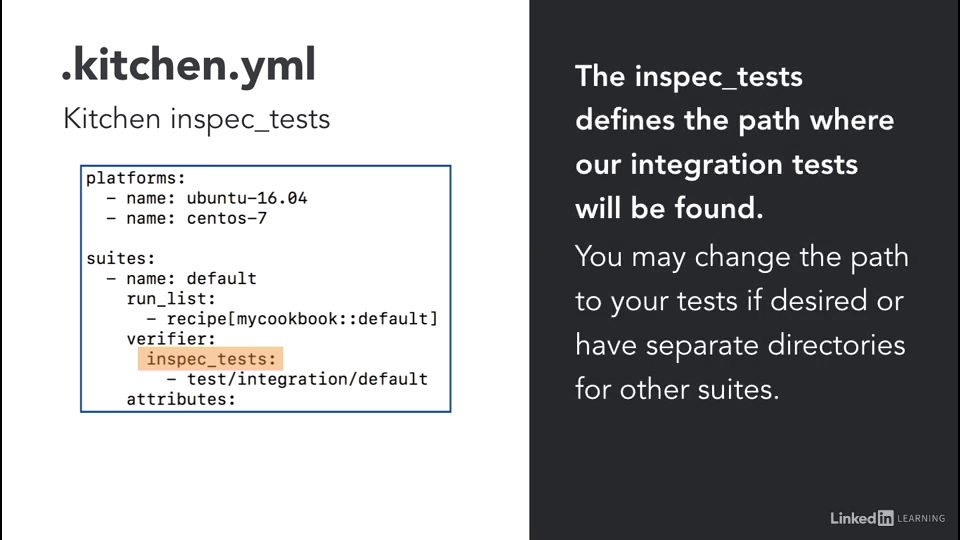 .kitchen.yml
Kitchen inspec_tests
platforms:
  - name: ubuntu-16.04
  - name: centos-7
suites:
  - name: default
    run_list:
      - recipe[mycookbook::default]
    verifier:
      inspec_tests:
        - test/integration/default
    attributes:
The inspec_tests
defines the path where
our integration tests
will be found.
You may change the path
to your tests if desired or
have separate directories
for other suites.
Linked in LEARNING